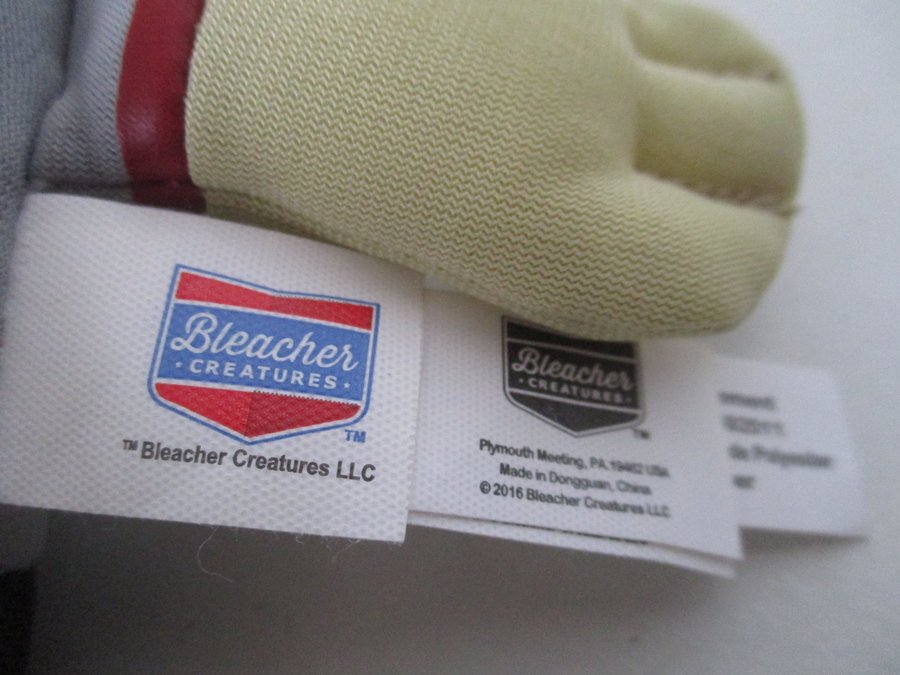 Bleacher
CREATURES
TM
™ Bleacher Creatures LLC
Bleacher
CREATURES
TM
Plymouth Meeting, PA 19462 USA
Made in Dongguan, China
© 2016 Bleacher Creatures LLC
Polyester